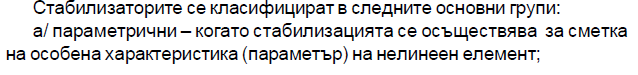 Стабилизаторите се класифицират в следните основни групи:
а/ параметрични – когато стабилизацията се осъществява за сметка
на особена характеристика (параметър) на нелинеен елемент;